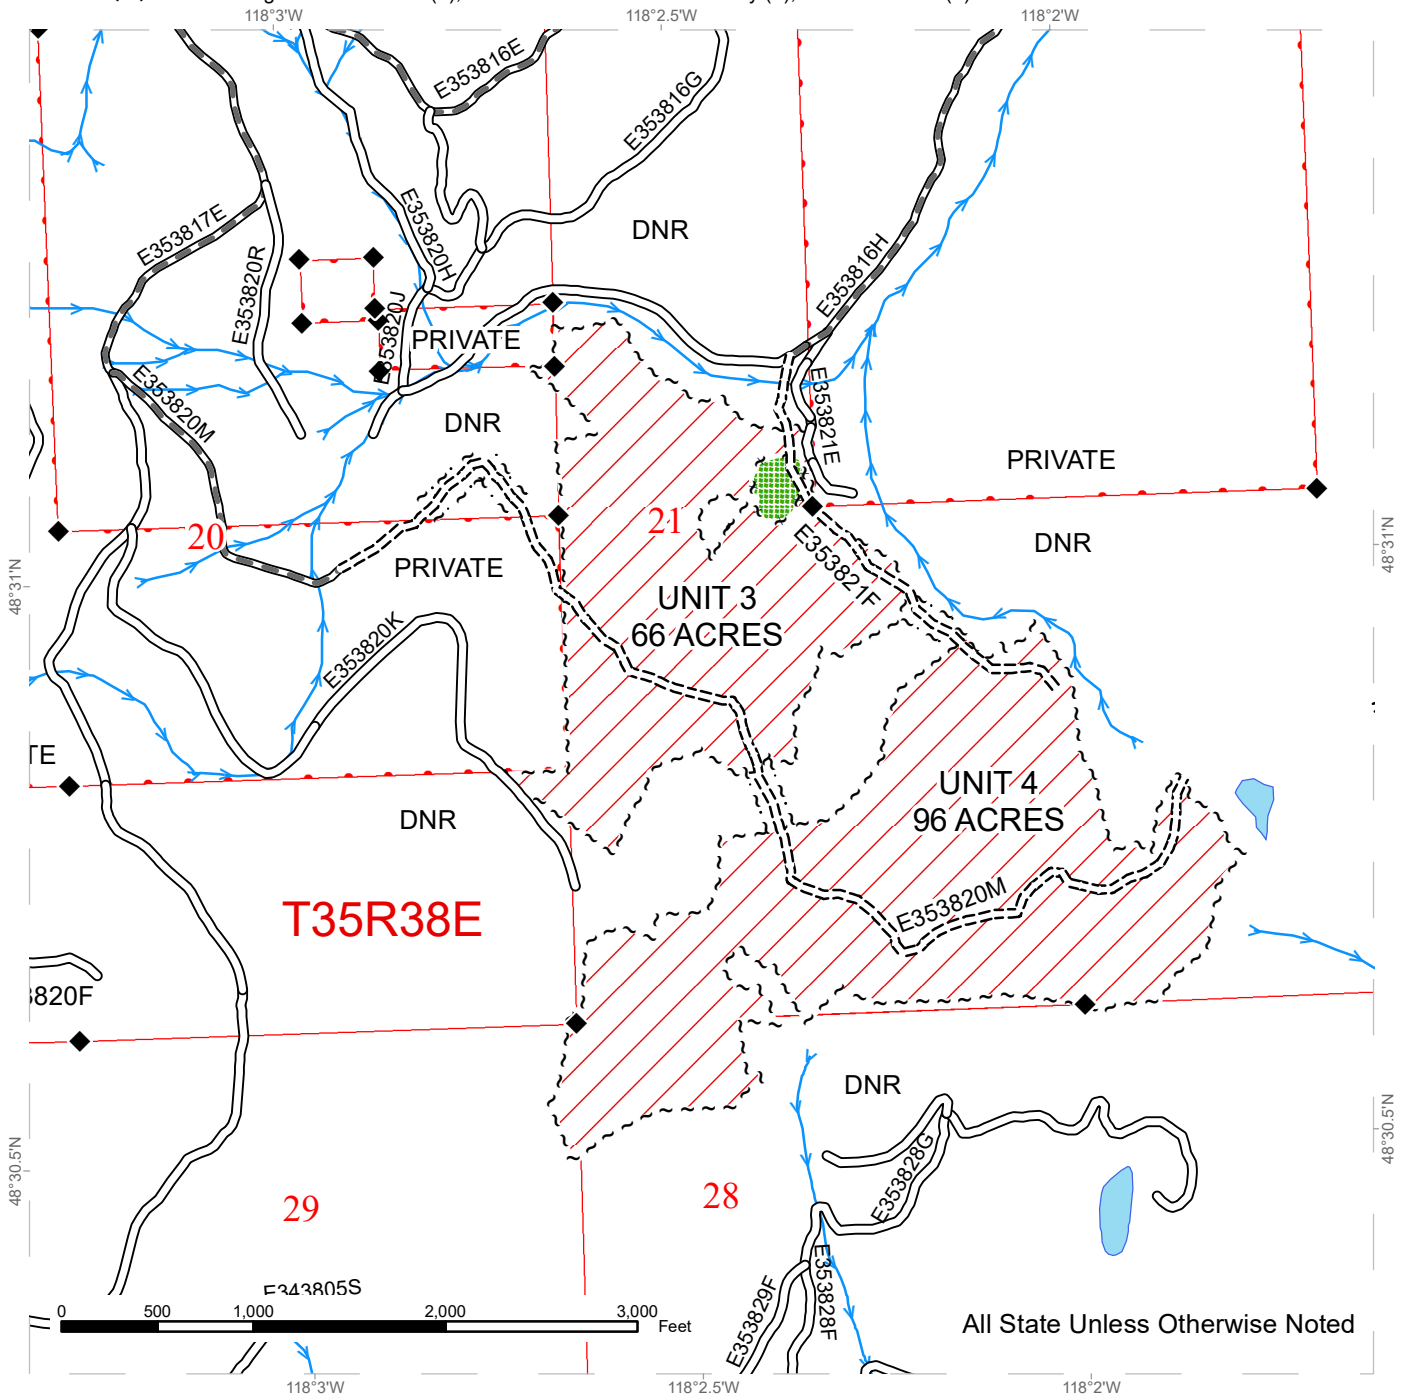 118°3'W
118°2.5'W
118°2'W
E353816E
E353816G
E353817E
E353820R
E353820H
DNR
E353816H
E353820J
PRIVATE
E353820M
DNR
E353821E
PRIVATE
20
21
DNR
48°31'N
48°31'N
PRIVATE
E353821F
UNIT 3
66 ACRES
E353820K
TE
UNIT 4
96 ACRES
DNR
E353820M
T35R38E
3820F
DNR
48°30.5'N
48°30.5'N
E353828G
29
28
E343805S
E353829F
E353828F
0 500 1,000 2,000 3,000
Feet
All State Unless Otherwise Noted
118°3'W
118°2.5'W
118°2'W